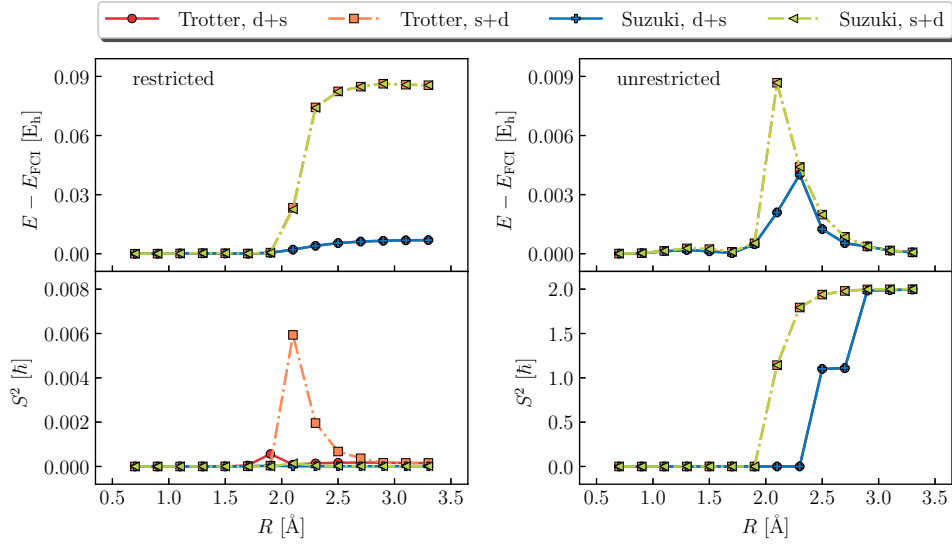 Trotter, d+s Trotter, s+d Suzuki, d+s Suzuki, s+d
restricted
0.09
0.06
0.03
0.00
E − E_FCI [E_h]
unrestricted
0.009
0.006
0.003
0.000
E − E_FCI [E_h]
0.008
0.006
0.004
0.002
0.000
S² [ħ]
0.5 1.0 1.5 2.0 2.5 3.0 3.5
R [Å]
2.0
1.5
1.0
0.5
0.0
S² [ħ]
0.5 1.0 1.5 2.0 2.5 3.0 3.5
R [Å]